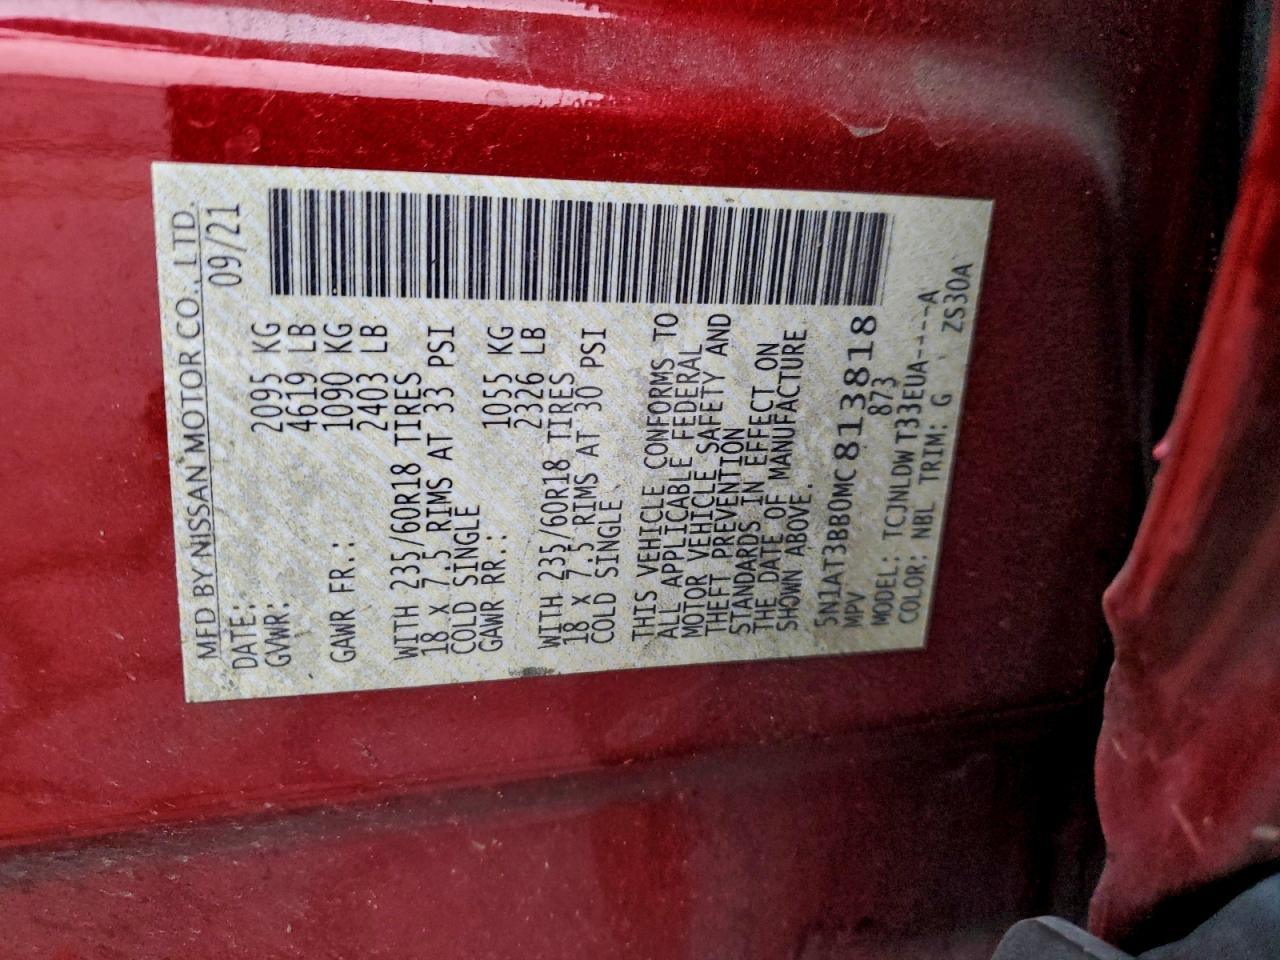 MFD BY NISSAN MOTOR CO., LTD.
DATE: 09/21
GVWR: 2095 KG
4619 LB
GAWR FR.: 1090 KG
2403 LB
WITH 235/60R18 TIRES
18 X 7.5 RIMS AT 33 PSI
COLD SINGLE
GAWR RR.: 1055 KG
2326 LB
WITH 235/60R18 TIRES
18 X 7.5 RIMS AT 30 PSI
COLD SINGLE
THIS VEHICLE CONFORMS TO
ALL APPLICABLE FEDERAL
MOTOR VEHICLE SAFETY AND
THEFT PREVENTION
STANDARDS IN EFFECT ON
THE DATE OF MANUFACTURE
SHOWN ABOVE.
5N1AT3BB0MC813818
MPV 873
MODEL: TCJNLDW T33EUA----A
COLOR: NBL TRIM: G ZS30A